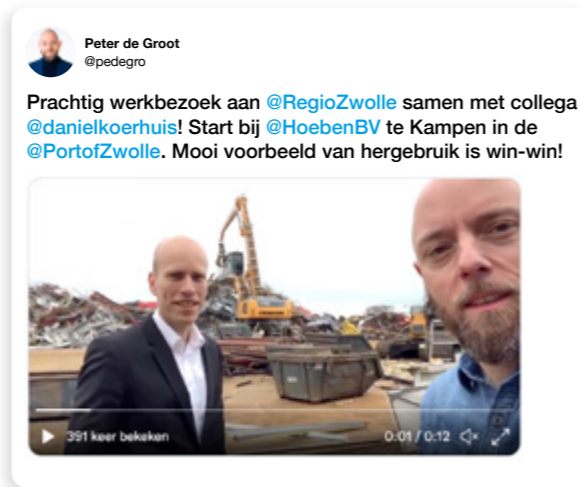 Peter de Groot
@pedegro
Prachtig werkbezoek aan @RegioZwolle samen met collega
@danielkoerhuis! Start bij @HoebenBV te Kampen in de
@PortofZwolle. Mooi voorbeeld van hergebruik is win-win!
391 keer bekeken
0:01 / 0:12